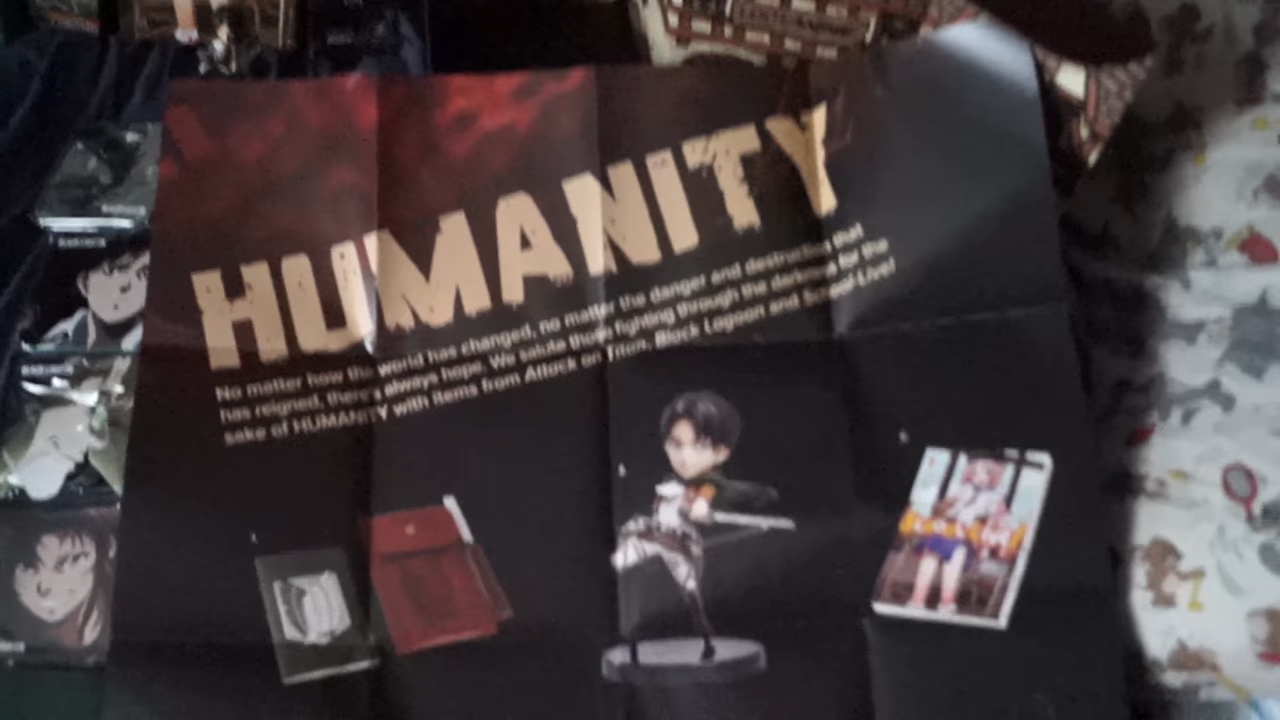 HUMANITY
No matter how the world has changed, no matter the danger and destruction that
has reigned, there's always hope. We salute those fighting through the darkness for the
sake of HUMANITY with items from Attack on Titan, Black Lagoon and School-Live!